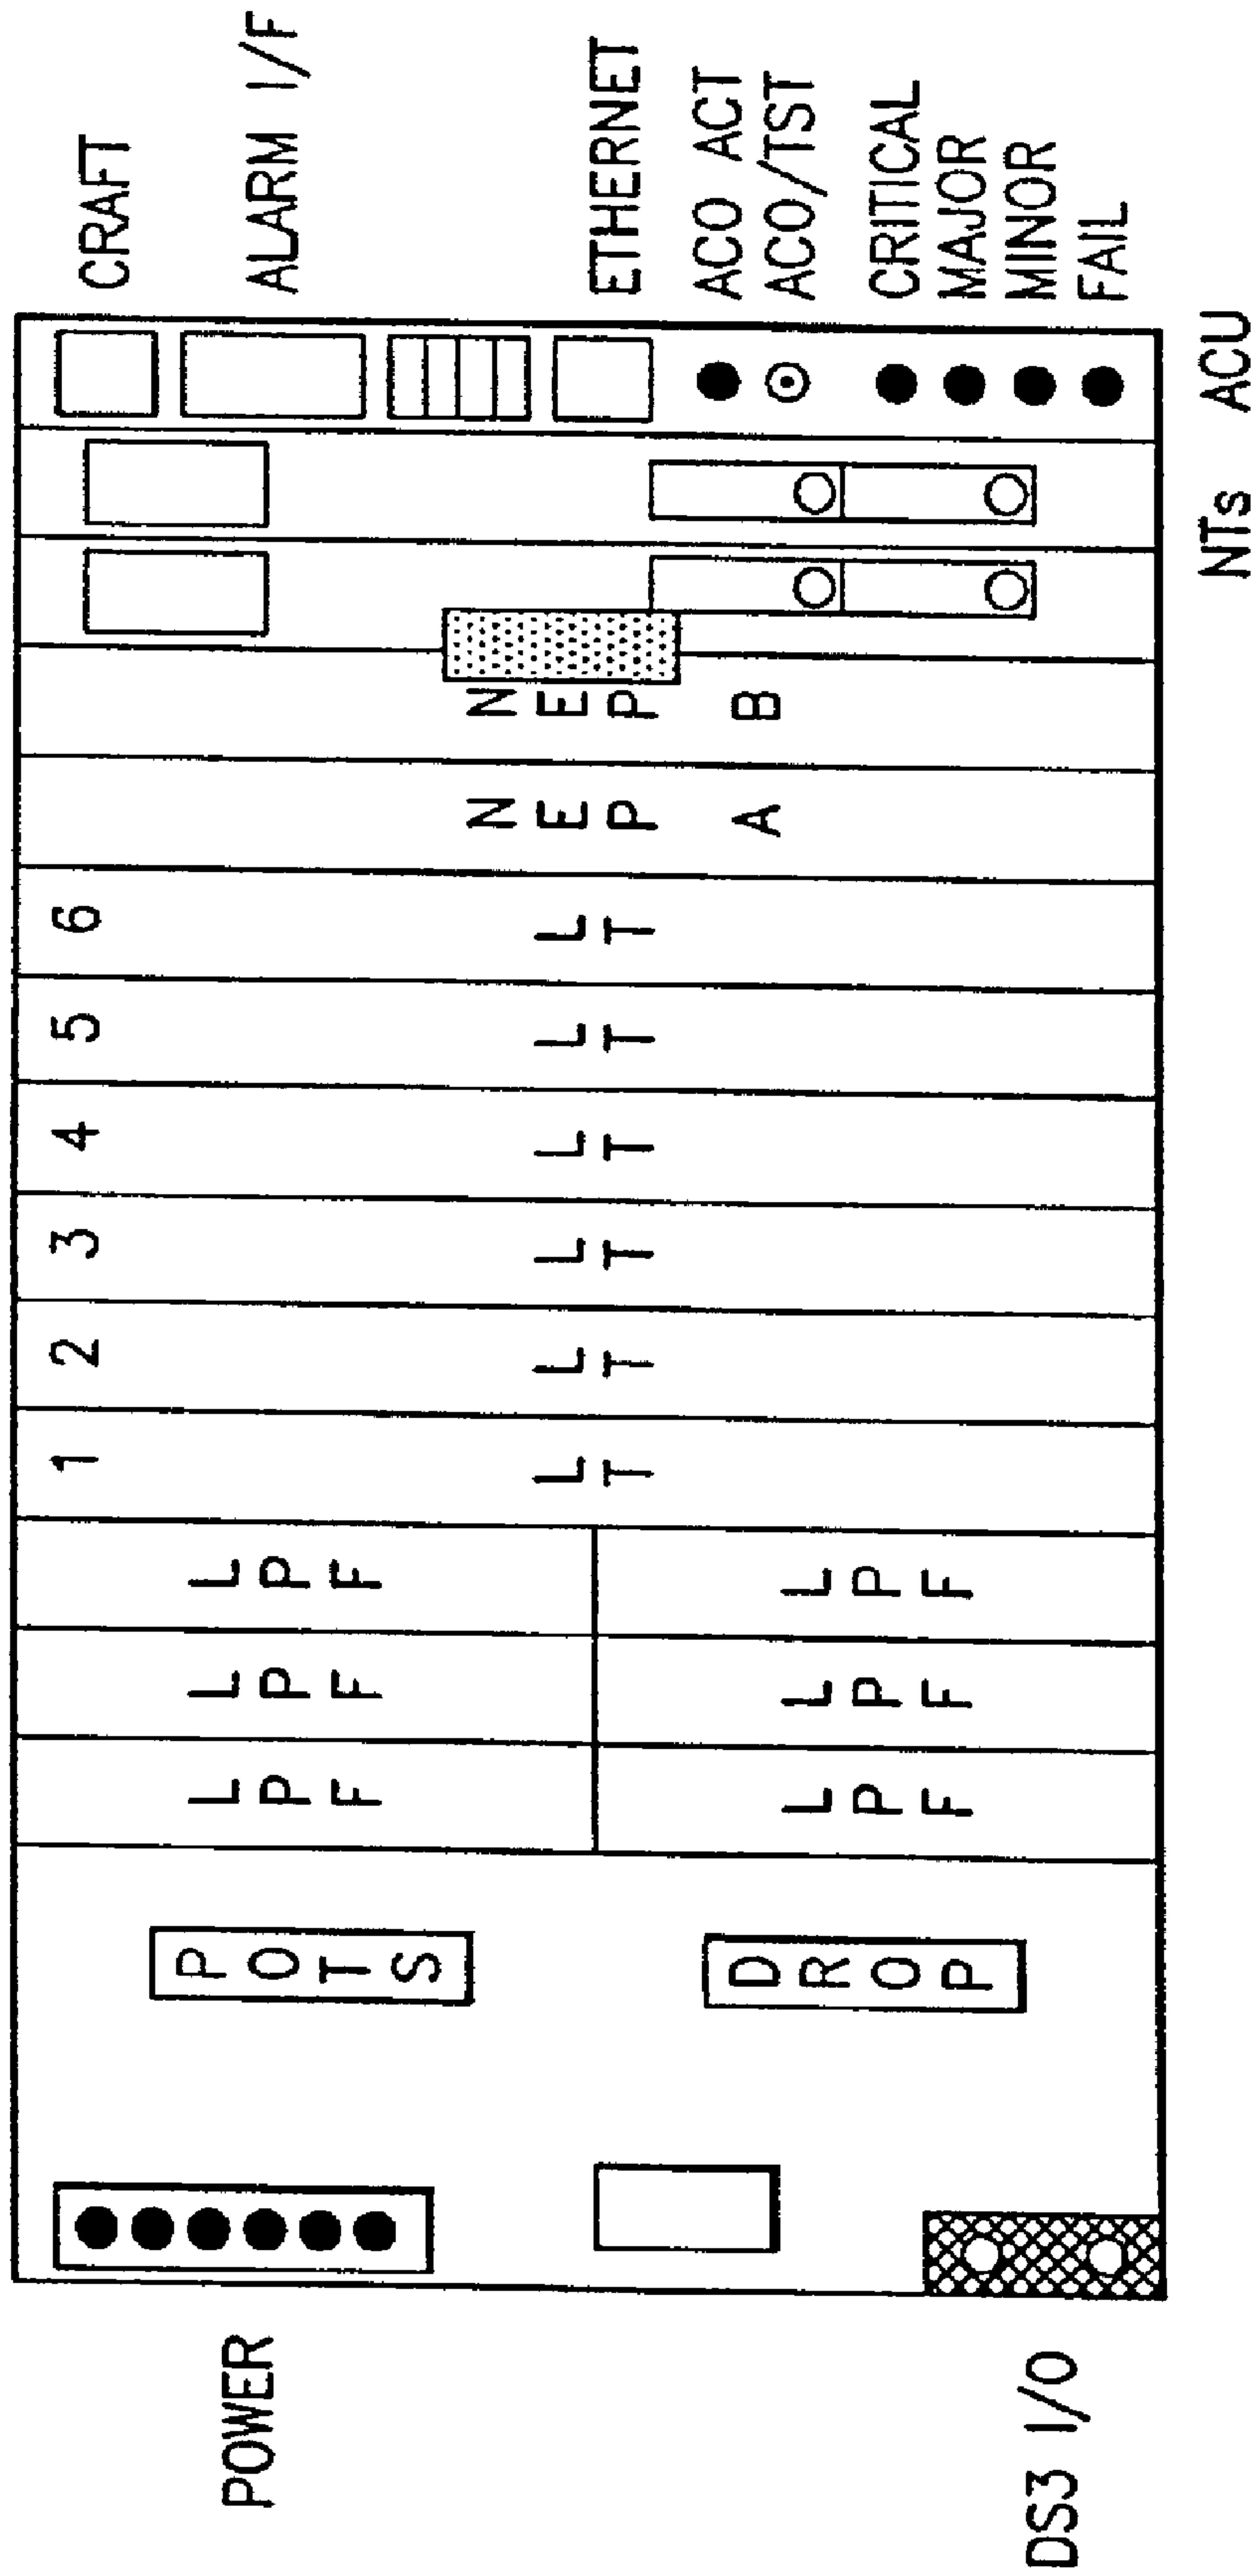 POWER
DS3 I/O
POTS
DROP
LPF
LPF
LPF
LPF
LPF
LPF
1
LT
2
LT
3
LT
4
LT
5
LT
6
LT
NEP A
NEP B
CRAFT
ALARM I/F
ETHERNET
ACO ACT
ACO/TST
CRITICAL
MAJOR
MINOR
FAIL
NTs
ACU